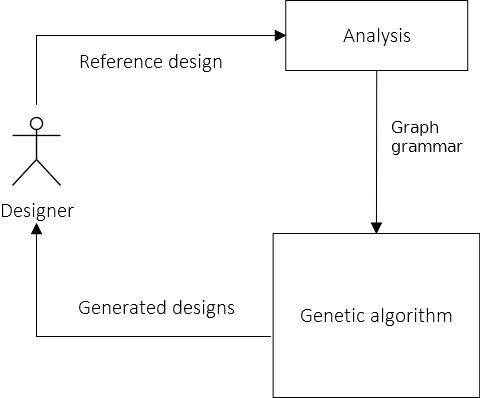 Analysis
Reference design
Graph
grammar
Designer
Generated designs
Genetic algorithm